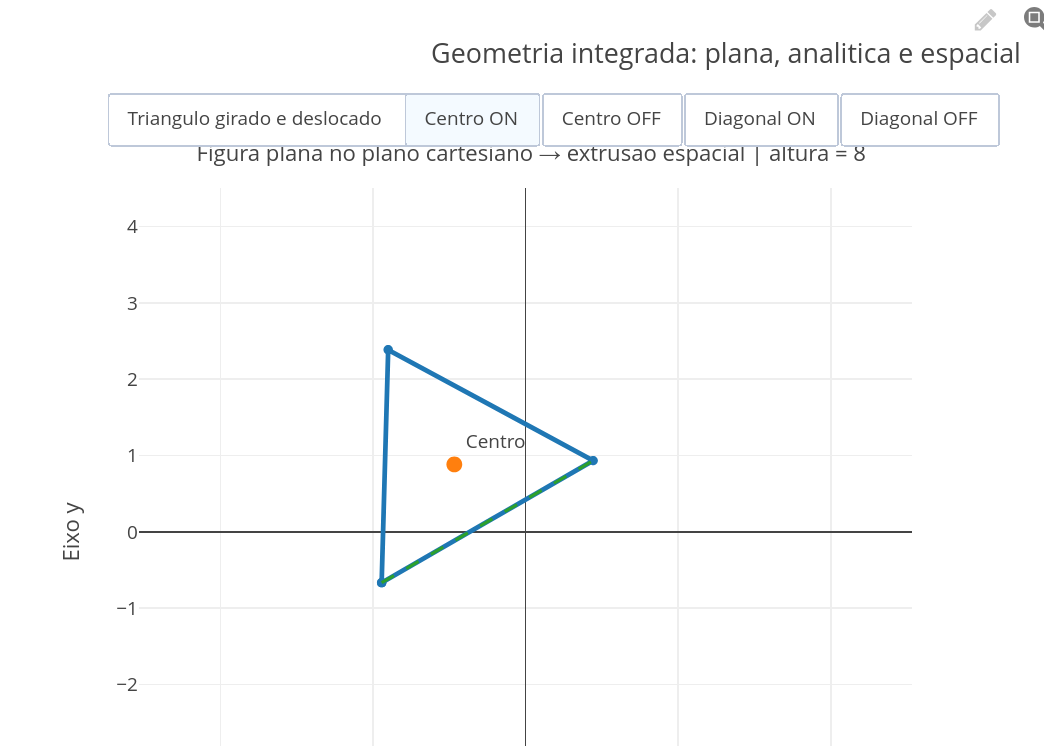 Geometria integrada: plana, analitica e espacial
Triangulo girado e deslocado Centro ON Centro OFF Diagonal ON Diagonal OFF
Figura plana no plano cartesiano → extrusao espacial | altura = 8
4
3
2
Centro
1
0
Eixo y
−1
−2